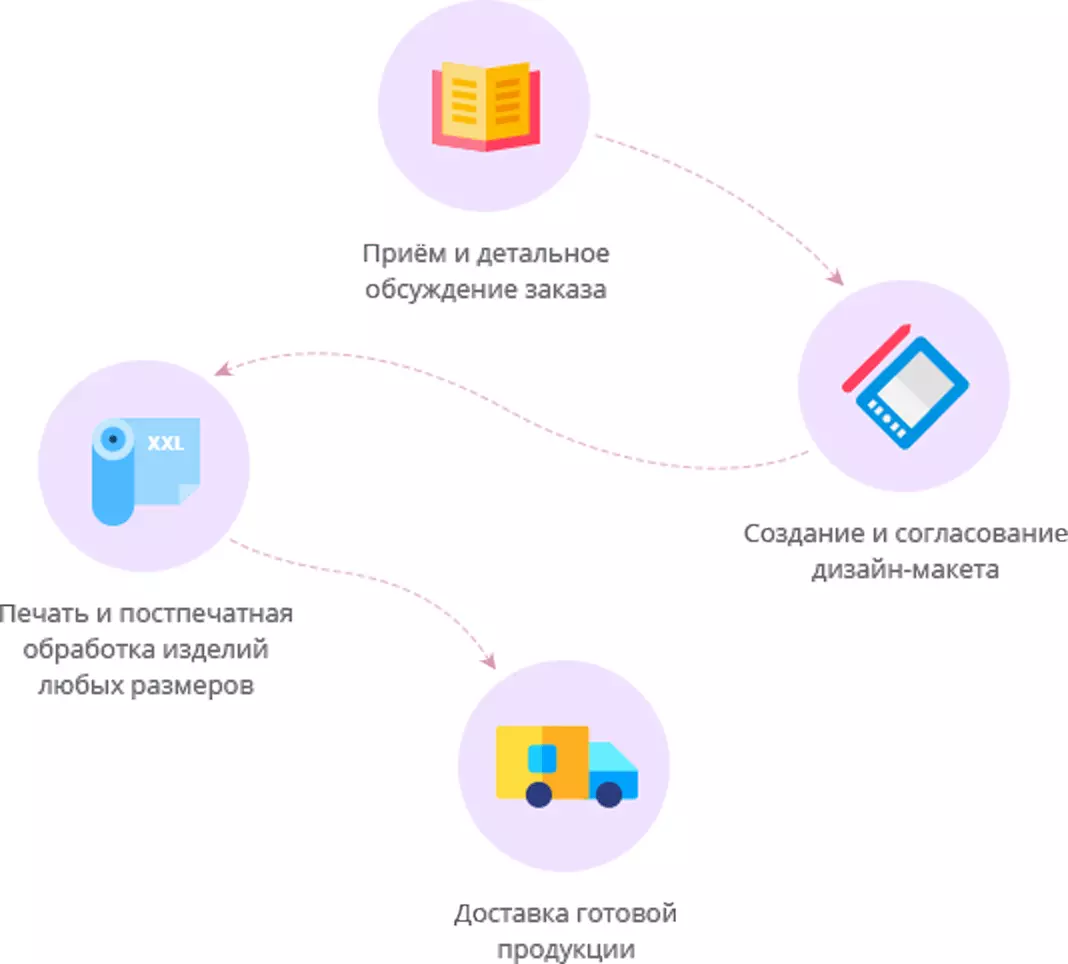 Приём и детальное
обсуждение заказа
Создание и согласование
дизайн-макета
XXL
Печать и постпечатная
обработка изделий
любых размеров
Доставка готовой
продукции